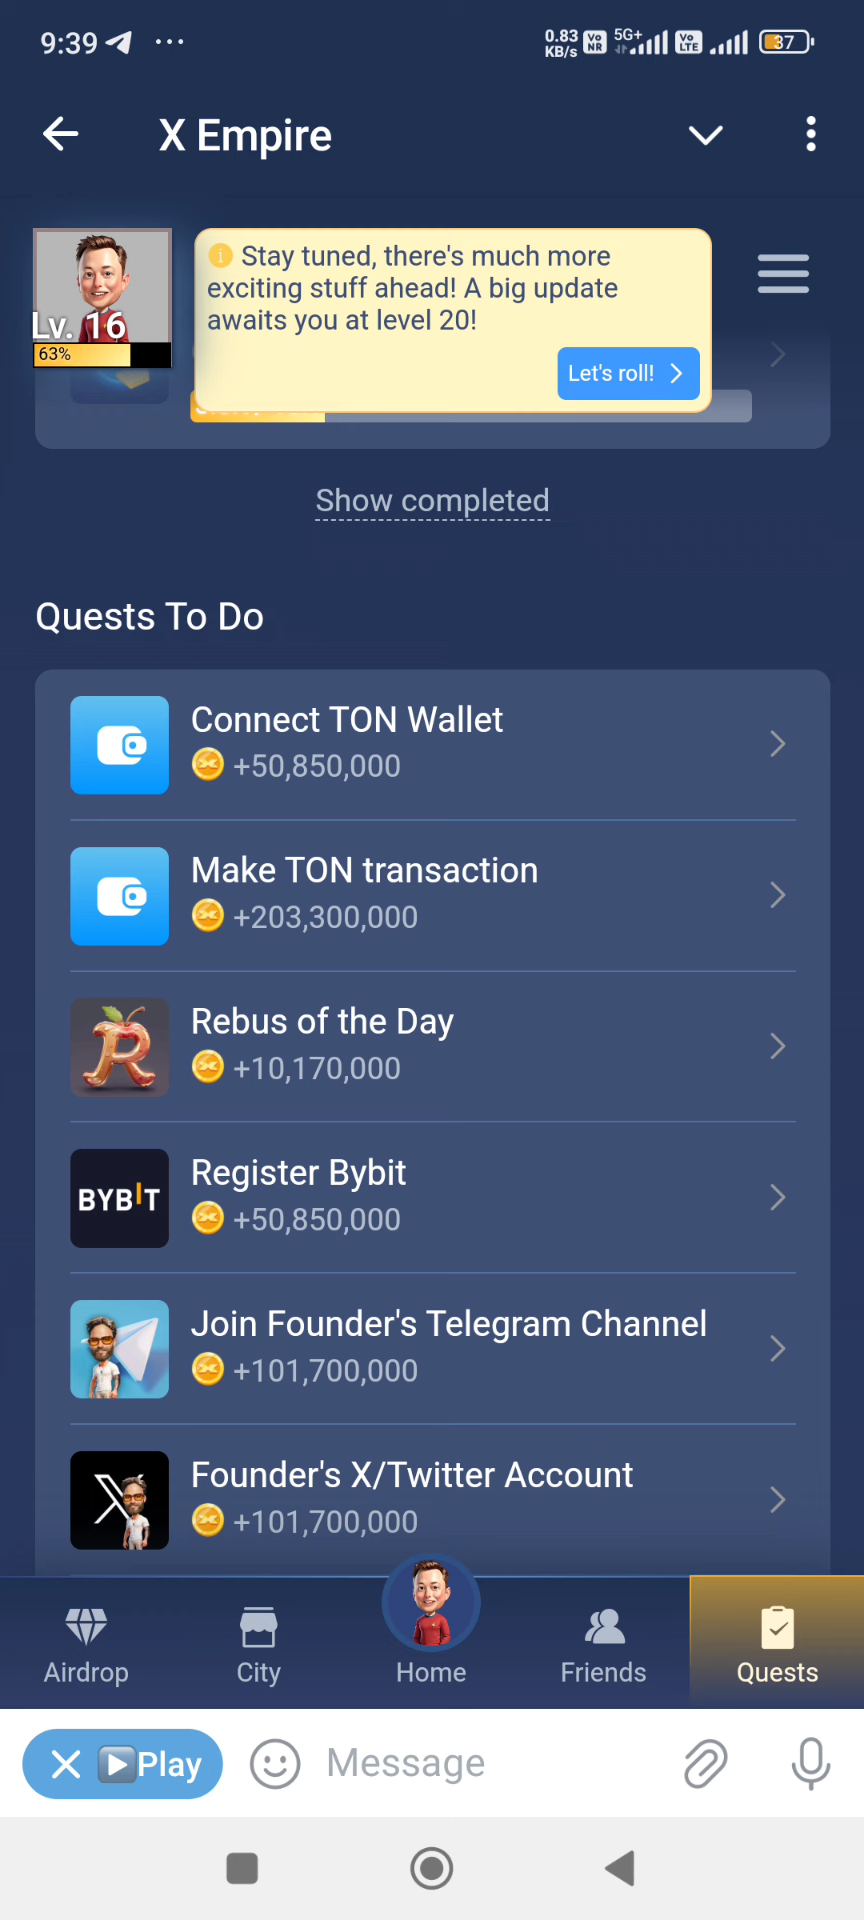 9:39
0.83
KB/s
Vo
NR
5G+
Vo
LTE
37
X Empire
Lv. 16
63%
Stay tuned, there's much more
exciting stuff ahead! A big update
awaits you at level 20!
Let's roll!
Show completed
Quests To Do
Connect TON Wallet
+50,850,000
Make TON transaction
+203,300,000
Rebus of the Day
+10,170,000
BYBIT
Register Bybit
+50,850,000
Join Founder's Telegram Channel
+101,700,000
Founder's X/Twitter Account
+101,700,000
Airdrop
City
Home
Friends
Quests
Play
Message